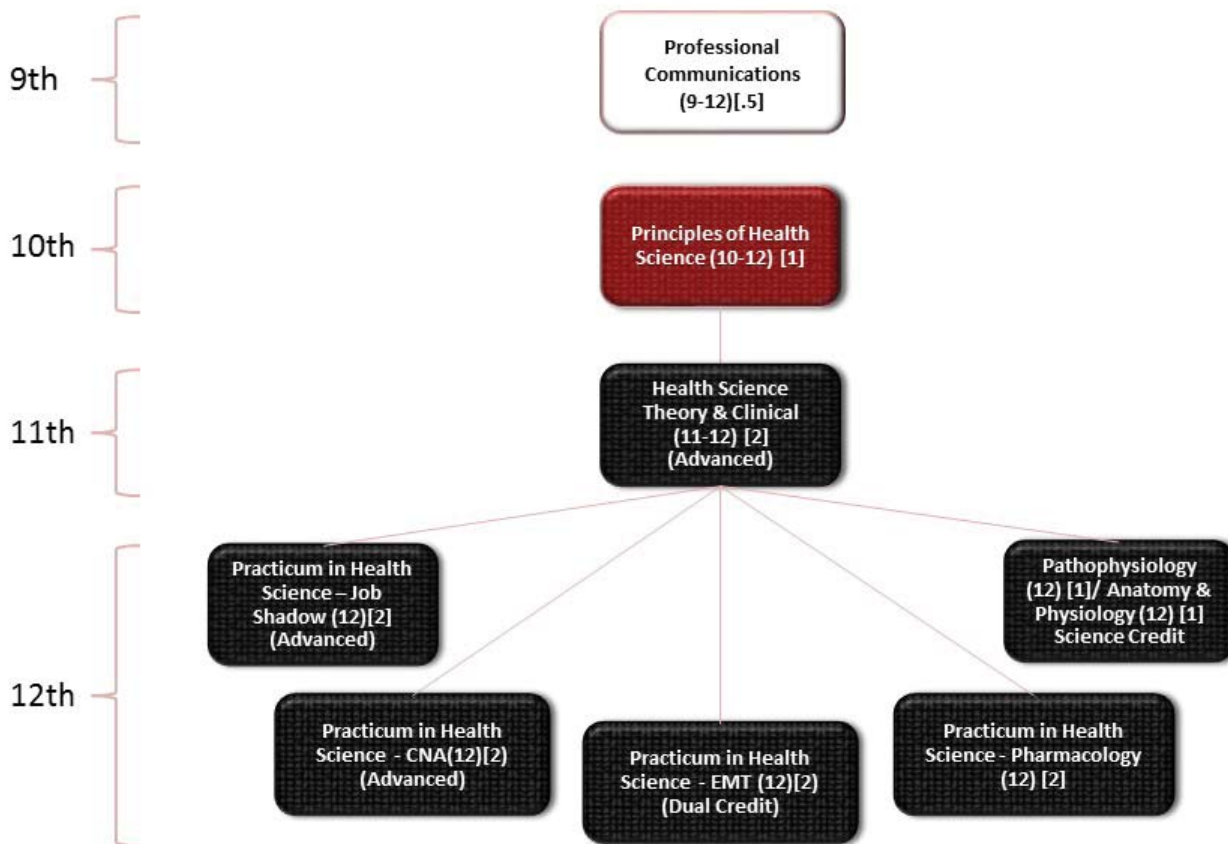 9th
Professional
Communications
(9-12)[.5]
10th
Principles of Health
Science (10-12) [1]
11th
Health Science
Theory & Clinical
(11-12) [2]
(Advanced)
12th
Practicum in Health
Science – Job
Shadow (12)[2]
(Advanced)
Pathophysiology
(12) [1]/ Anatomy &
Physiology (12) [1]
Science Credit
Practicum in Health
Science - CNA(12)[2)
(Advanced)
Practicum in Health
Science - EMT (12)[2)
(Dual Credit)
Practicum in Health
Science - Pharmacology
(12) [2]